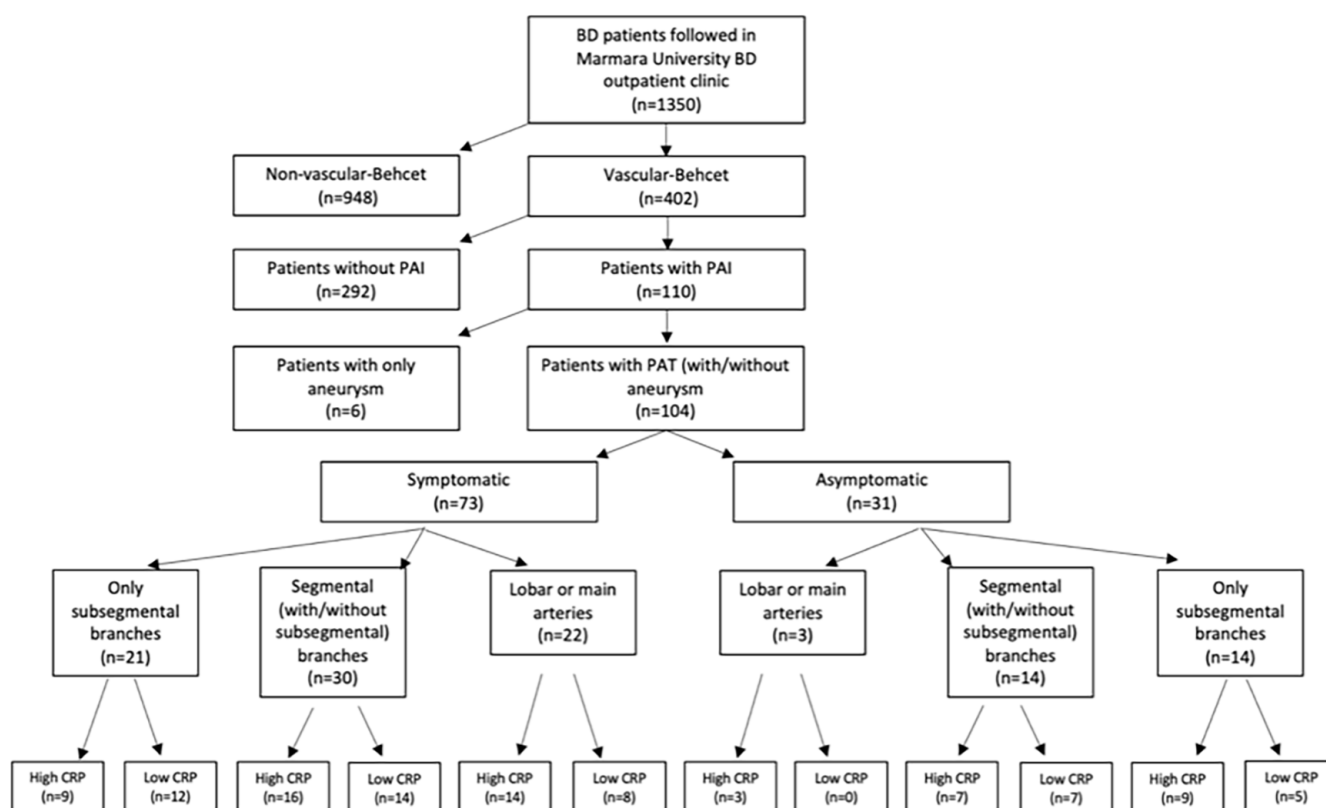 BD patients followed in
Marmara University BD
outpatient clinic
(n=1350)
Non-vascular-Behcet
(n=948)
Vascular-Behcet
(n=402)
Patients without PAI
(n=292)
Patients with PAI
(n=110)
Patients with only
aneurysm
(n=6)
Patients with PAT (with/without
aneurysm
(n=104)
Symptomatic
(n=73)
Asymptomatic
(n=31)
Only
subsegmental
branches
(n=21)
Segmental
(with/without
subsegmental)
branches
(n=30)
Lobar or main
arteries
(n=22)
Lobar or main
arteries
(n=3)
Segmental
(with/without
subsegmental)
branches
(n=14)
Only
subsegmental
branches
(n=14)
High CRP
(n=9)
Low CRP
(n=12)
High CRP
(n=16)
Low CRP
(n=14)
High CRP
(n=14)
Low CRP
(n=8)
High CRP
(n=3)
Low CRP
(n=0)
High CRP
(n=7)
Low CRP
(n=7)
High CRP
(n=9)
Low CRP
(n=5)